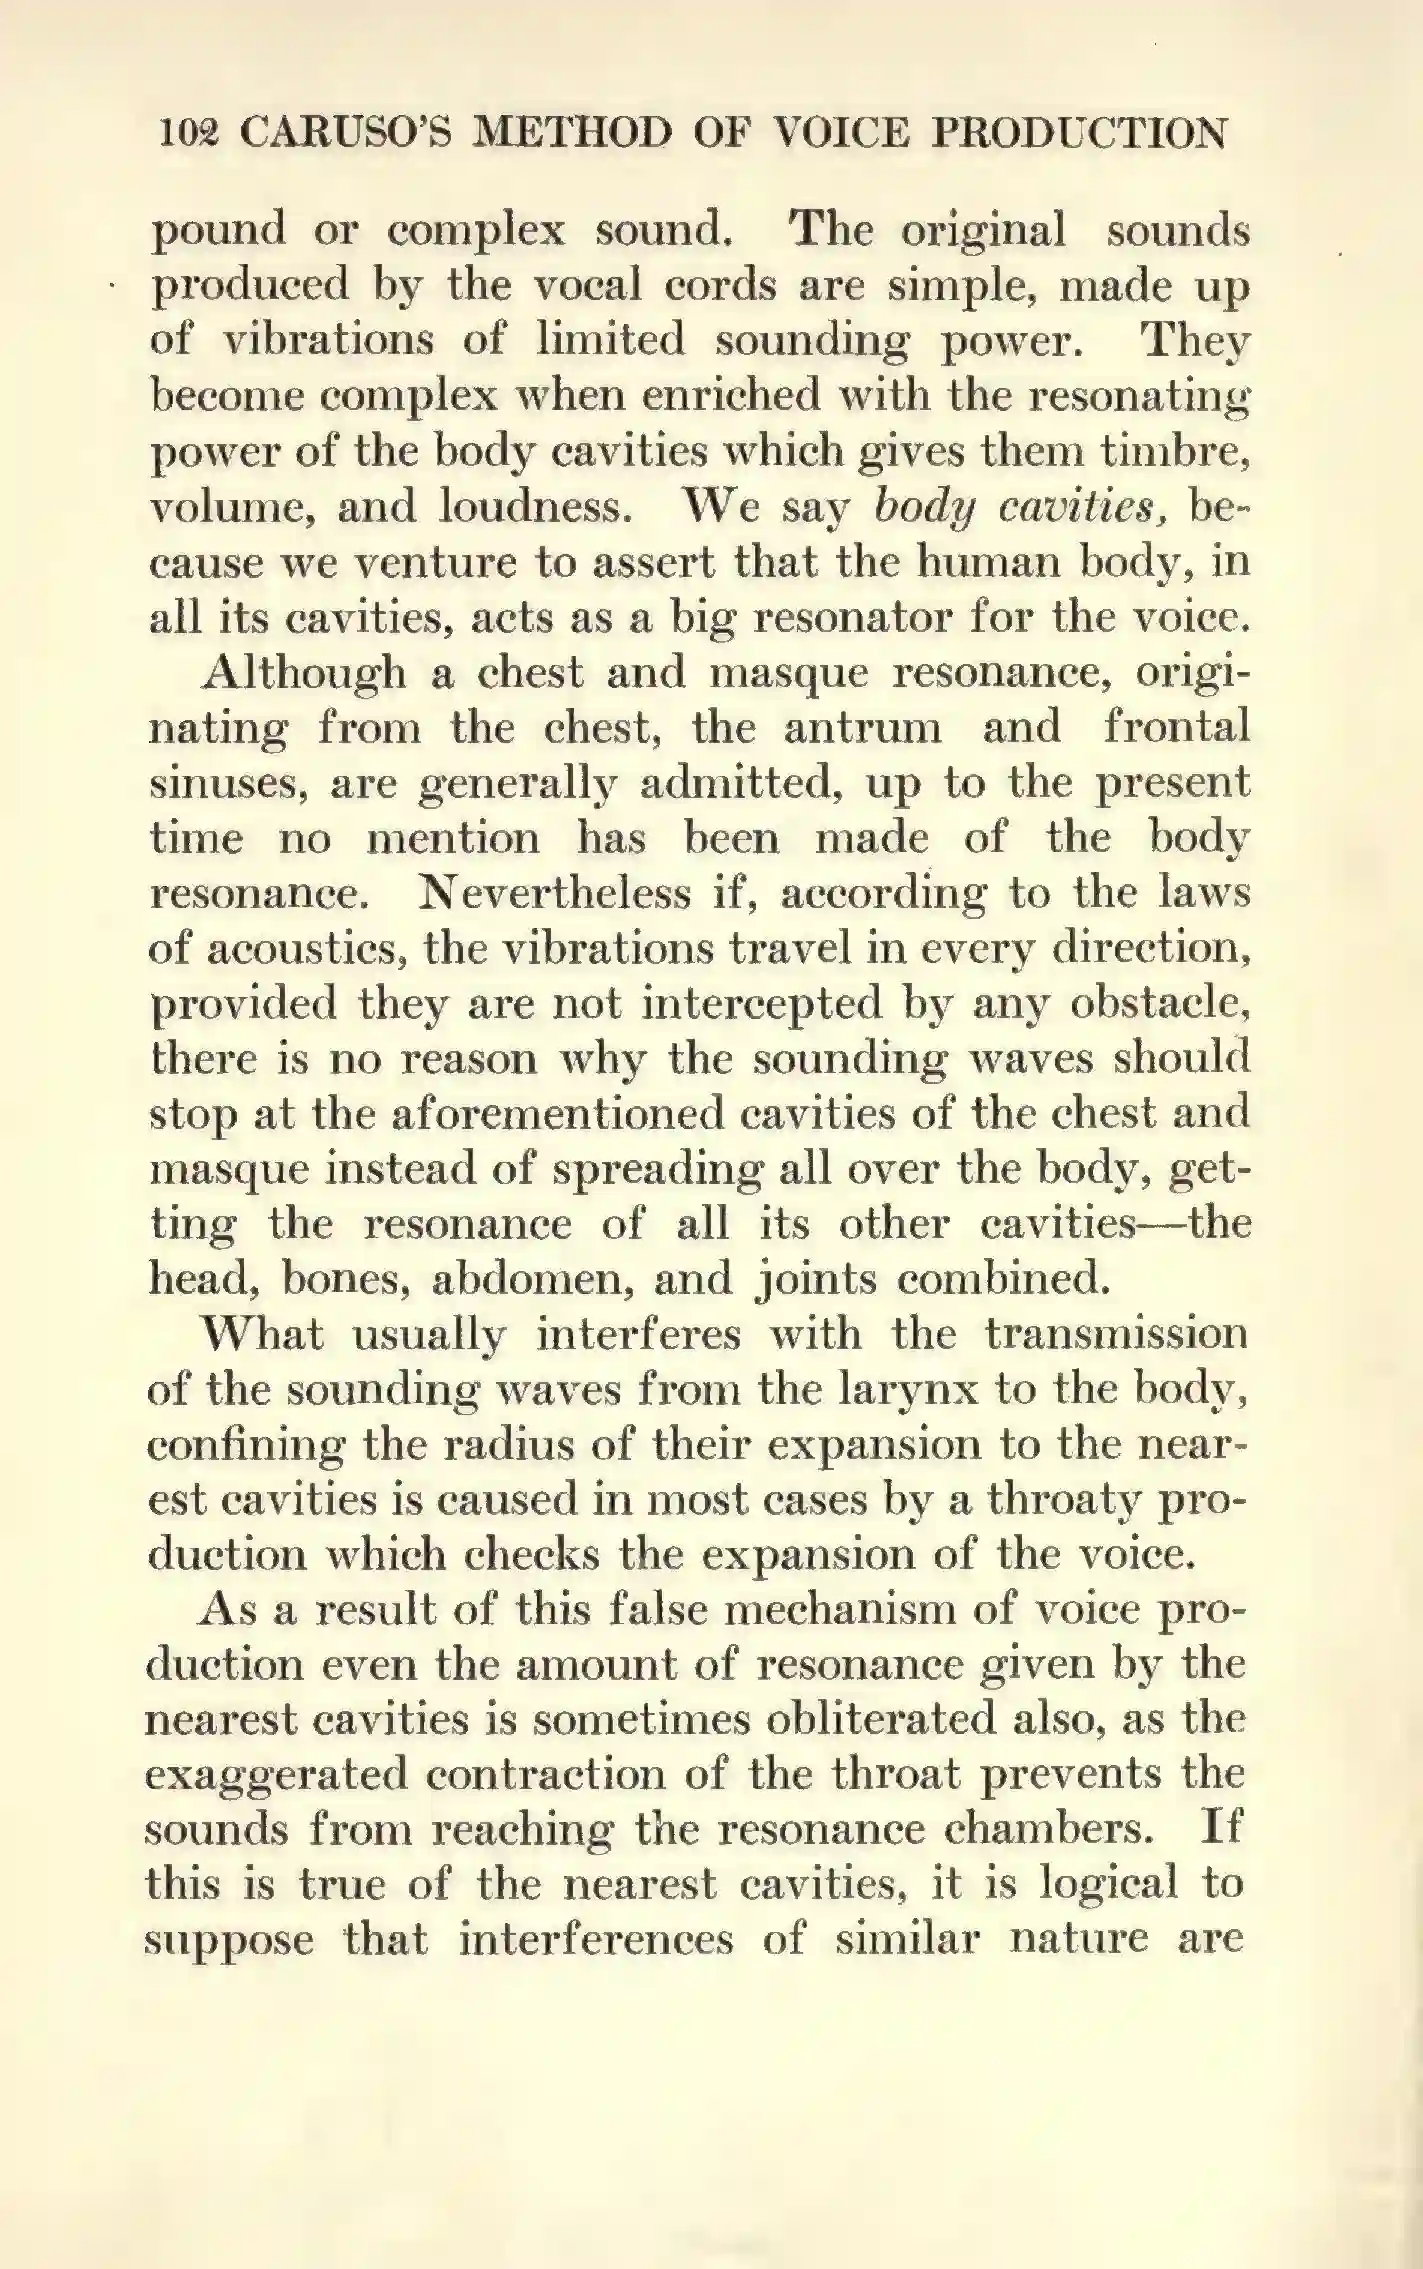 102 CARUSO'S METHOD OF VOICE PRODUCTION
pound or complex sound. The original sounds
produced by the vocal cords are simple, made up
of vibrations of limited sounding power. They
become complex when enriched with the resonating
power of the body cavities which gives them timbre,
volume, and loudness. We say body cavities, be-
cause we venture to assert that the human body, in
all its cavities, acts as a big resonator for the voice.
Although a chest and masque resonance, origi-
nating from the chest, the antrum and frontal
sinuses, are generally admitted, up to the present
time no mention has been made of the body
resonance. Nevertheless if, according to the laws
of acoustics, the vibrations travel in every direction,
provided they are not intercepted by any obstacle,
there is no reason why the sounding waves should
stop at the aforementioned cavities of the chest and
masque instead of spreading all over the body, get-
ting the resonance of all its other cavities—the
head, bones, abdomen, and joints combined.
What usually interferes with the transmission
of the sounding waves from the larynx to the body,
confining the radius of their expansion to the near-
est cavities is caused in most cases by a throaty pro-
duction which checks the expansion of the voice.
As a result of this false mechanism of voice pro-
duction even the amount of resonance given by the
nearest cavities is sometimes obliterated also, as the
exaggerated contraction of the throat prevents the
sounds from reaching the resonance chambers. If
this is true of the nearest cavities, it is logical to
suppose that interferences of similar nature are